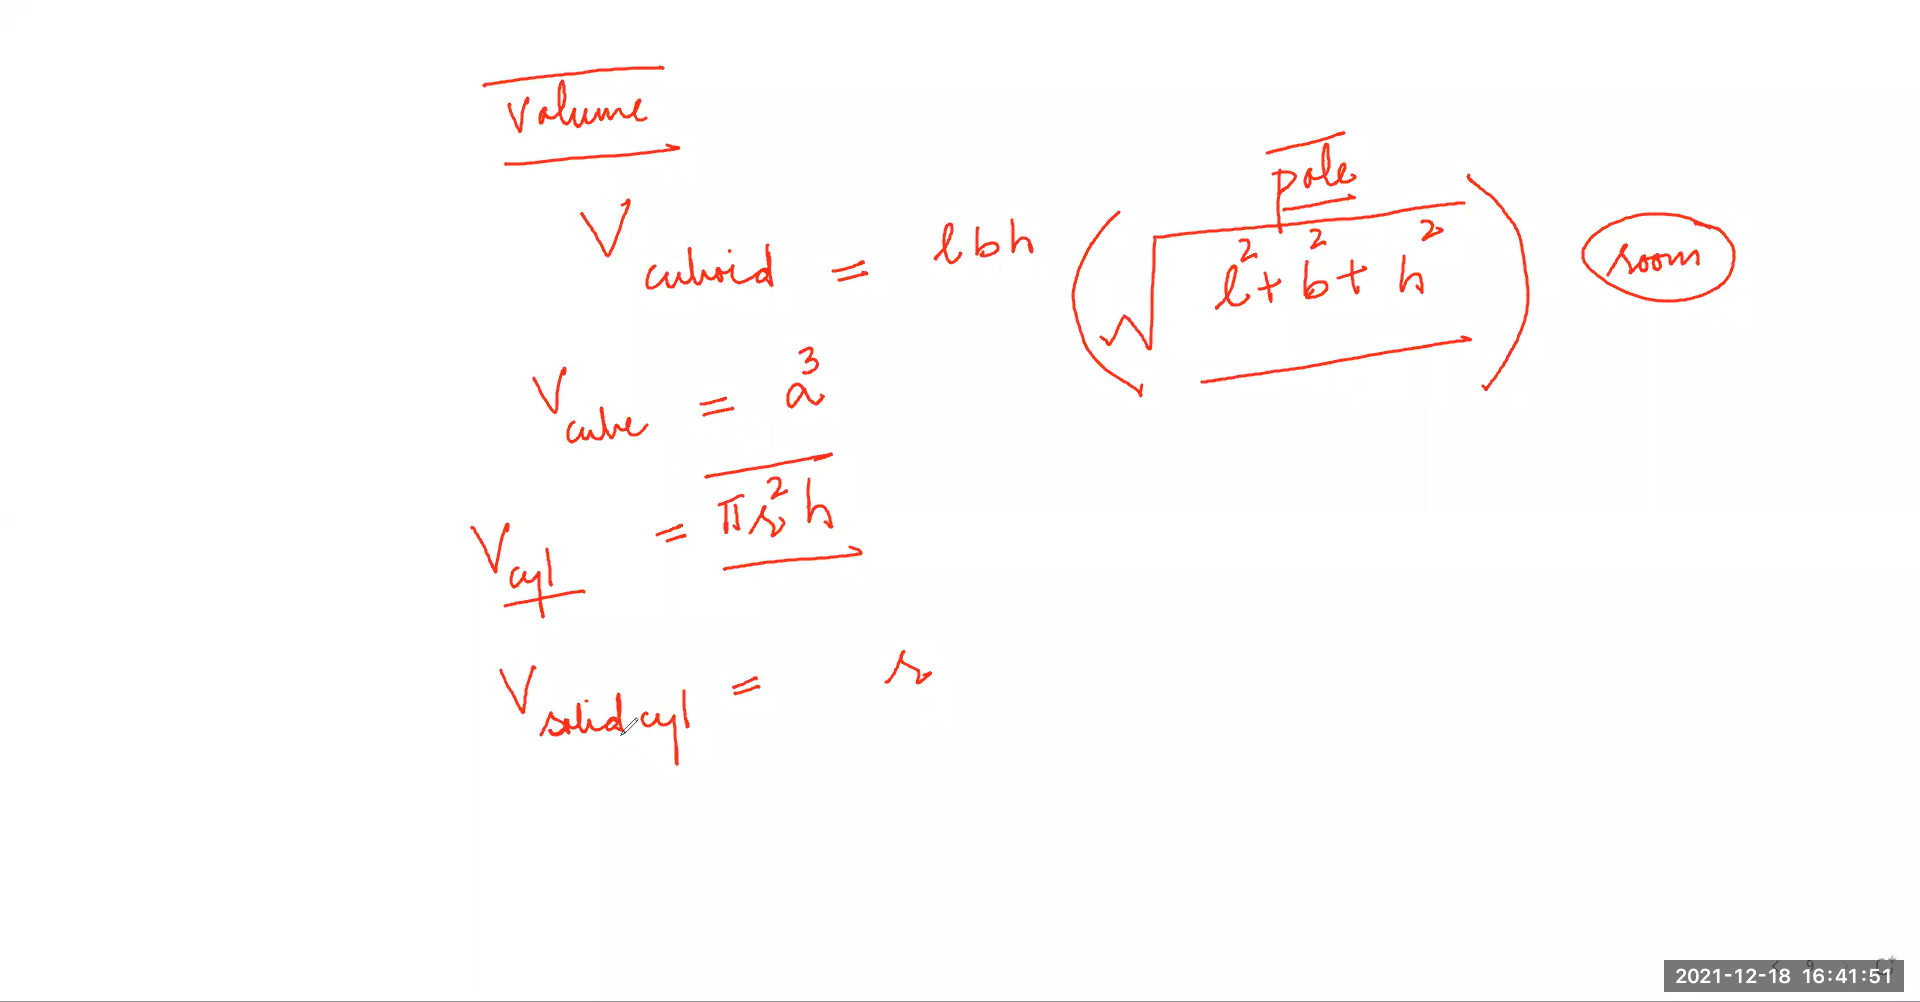 Volume
pole
V cuboid = lbh (√l²+b²+h²) room
V cube = a³
V cyl = πr²h
V solid cyl = r
2021-12-18 16:41:51